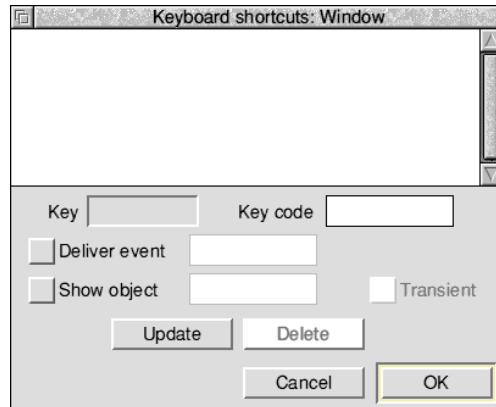 Keyboard shortcuts: Window
Key Key code
Deliver event
Show object Transient
Update Delete
Cancel OK